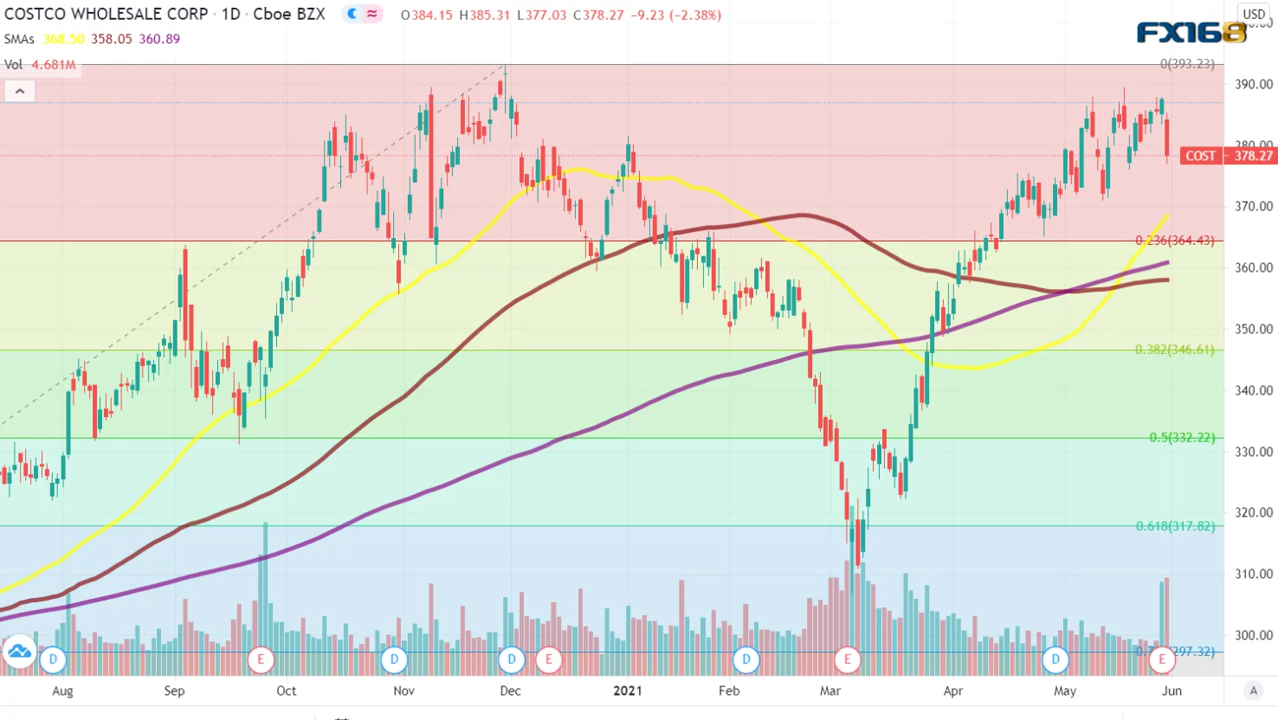 COSTCO WHOLESALE CORP · 1D · Cboe BZX O384.15 H385.31 L377.03 C378.27 −9.23 (−2.38%)
USD
FX168
SMAs 368.50 358.05 360.89
Vol 4.681M
0(393.23)
390.00
380.00
COST 378.27
370.00
0.236(364.43)
360.00
350.00
0.382(346.61)
340.00
0.5(332.22)
330.00
320.00
0.618(317.82)
310.00
300.00
D E D D E D E D E
297.32)
Aug Sep Oct Nov Dec 2021 Feb Mar Apr May Jun
A